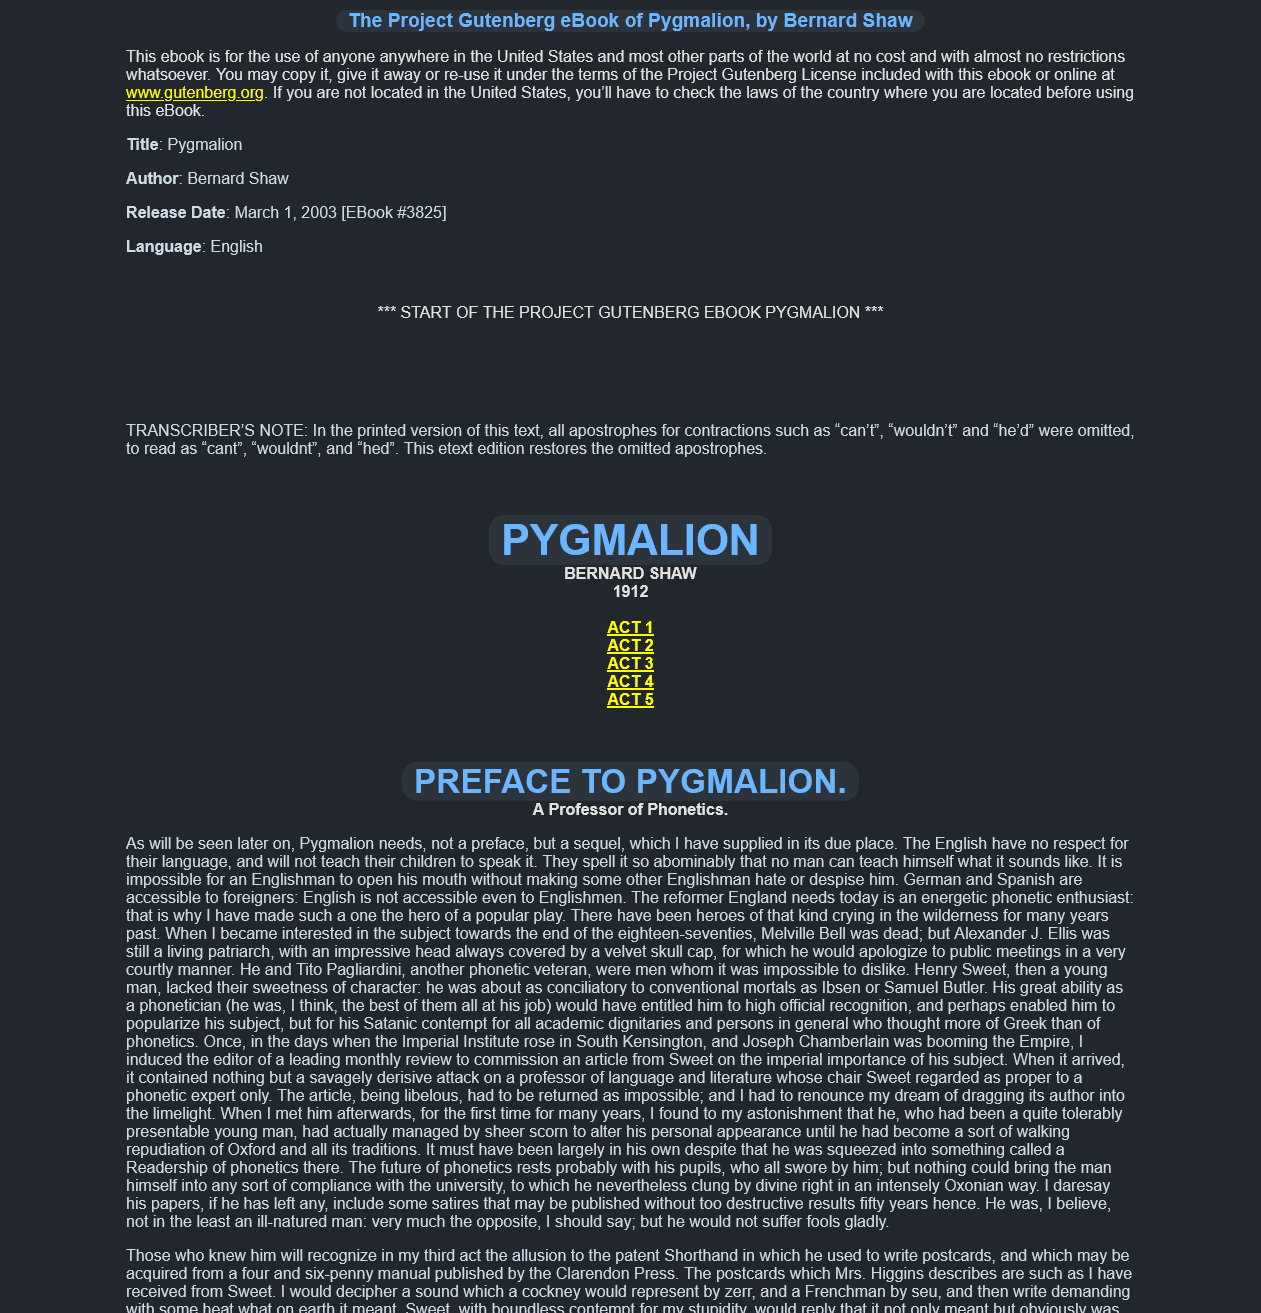 The Project Gutenberg eBook of Pygmalion, by Bernard Shaw
This ebook is for the use of anyone anywhere in the United States and most other parts of the world at no cost and with almost no restrictions
whatsoever. You may copy it, give it away or re-use it under the terms of the Project Gutenberg License included with this ebook or online at
www.gutenberg.org. If you are not located in the United States, you’ll have to check the laws of the country where you are located before using
this eBook.
Title: Pygmalion
Author: Bernard Shaw
Release Date: March 1, 2003 [EBook #3825]
Language: English
*** START OF THE PROJECT GUTENBERG EBOOK PYGMALION ***
TRANSCRIBER’S NOTE: In the printed version of this text, all apostrophes for contractions such as “can’t”, “wouldn’t” and “he’d” were omitted,
to read as “cant”, “wouldnt”, and “hed”. This etext edition restores the omitted apostrophes.
PYGMALION
BERNARD SHAW
1912
ACT 1
ACT 2
ACT 3
ACT 4
ACT 5
PREFACE TO PYGMALION.
A Professor of Phonetics.
As will be seen later on, Pygmalion needs, not a preface, but a sequel, which I have supplied in its due place. The English have no respect for
their language, and will not teach their children to speak it. They spell it so abominably that no man can teach himself what it sounds like. It is
impossible for an Englishman to open his mouth without making some other Englishman hate or despise him. German and Spanish are
accessible to foreigners: English is not accessible even to Englishmen. The reformer England needs today is an energetic phonetic enthusiast:
that is why I have made such a one the hero of a popular play. There have been heroes of that kind crying in the wilderness for many years
past. When I became interested in the subject towards the end of the eighteen-seventies, Melville Bell was dead; but Alexander J. Ellis was
still a living patriarch, with an impressive head always covered by a velvet skull cap, for which he would apologize to public meetings in a very
courtly manner. He and Tito Pagliardini, another phonetic veteran, were men whom it was impossible to dislike. Henry Sweet, then a young
man, lacked their sweetness of character: he was about as conciliatory to conventional mortals as Ibsen or Samuel Butler. His great ability as
a phonetician (he was, I think, the best of them all at his job) would have entitled him to high official recognition, and perhaps enabled him to
popularize his subject, but for his Satanic contempt for all academic dignitaries and persons in general who thought more of Greek than of
phonetics. Once, in the days when the Imperial Institute rose in South Kensington, and Joseph Chamberlain was booming the Empire, I
induced the editor of a leading monthly review to commission an article from Sweet on the imperial importance of his subject. When it arrived,
it contained nothing but a savagely derisive attack on a professor of language and literature whose chair Sweet regarded as proper to a
phonetic expert only. The article, being libelous, had to be returned as impossible; and I had to renounce my dream of dragging its author into
the limelight. When I met him afterwards, for the first time for many years, I found to my astonishment that he, who had been a quite tolerably
presentable young man, had actually managed by sheer scorn to alter his personal appearance until he had become a sort of walking
repudiation of Oxford and all its traditions. It must have been largely in his own despite that he was squeezed into something called a
Readership of phonetics there. The future of phonetics rests probably with his pupils, who all swore by him; but nothing could bring the man
himself into any sort of compliance with the university, to which he nevertheless clung by divine right in an intensely Oxonian way. I daresay
his papers, if he has left any, include some satires that may be published without too destructive results fifty years hence. He was, I believe,
not in the least an ill-natured man: very much the opposite, I should say; but he would not suffer fools gladly.
Those who knew him will recognize in my third act the allusion to the patent Shorthand in which he used to write postcards, and which may be
acquired from a four and six-penny manual published by the Clarendon Press. The postcards which Mrs. Higgins describes are such as I have
received from Sweet. I would decipher a sound which a cockney would represent by zerr, and a Frenchman by seu, and then write demanding
with some heat what on earth it meant. Sweet, with boundless contempt for my stupidity, would reply that it not only meant but obviously was